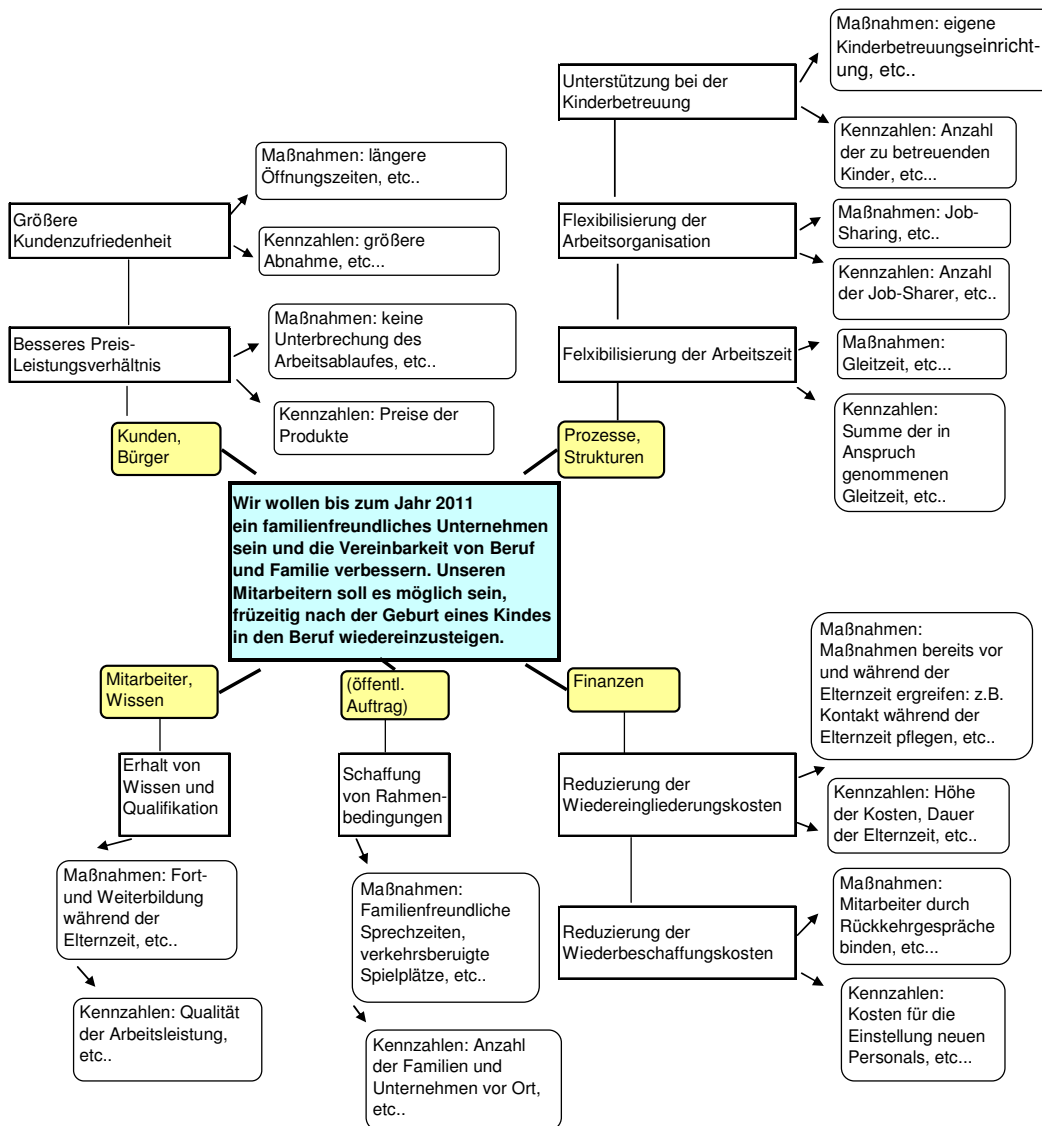 Maßnahmen: eigene
Kinderbetreuungseinricht-
ung, etc..
Unterstützung bei der
Kinderbetreuung
Kennzahlen: Anzahl
der zu betreuenden
Kinder, etc...
Maßnahmen: längere
Öffnungszeiten, etc..
Größere
Kundenzufriedenheit
Kennzahlen: größere
Abnahme, etc...
Flexibilisierung der
Arbeitsorganisation
Maßnahmen: Job-
Sharing, etc..
Kennzahlen: Anzahl
der Job-Sharer, etc..
Besseres Preis-
Leistungsverhältnis
Maßnahmen: keine
Unterbrechung des
Arbeitsablaufes, etc..
Kennzahlen: Preise der
Produkte
Felxibilisierung der Arbeitszeit
Maßnahmen:
Gleitzeit, etc...
Kennzahlen:
Summe der in
Anspruch
genommenen
Gleitzeit, etc..
Kunden,
Bürger
Prozesse,
Strukturen
Wir wollen bis zum Jahr 2011
ein familienfreundliches Unternehmen
sein und die Vereinbarkeit von Beruf
und Familie verbessern. Unseren
Mitarbeitern soll es möglich sein,
früzeitig nach der Geburt eines Kindes
in den Beruf wiedereinzusteigen.
Mitarbeiter,
Wissen
(öffentl.
Auftrag)
Finanzen
Erhalt von
Wissen und
Qualifikation
Maßnahmen: Fort-
und Weiterbildung
während der
Elternzeit, etc..
Kennzahlen: Qualität
der Arbeitsleistung,
etc..
Schaffung
von Rahmen-
bedingungen
Maßnahmen:
Familienfreundliche
Sprechzeiten,
verkehrsberuigte
Spielplätze, etc..
Kennzahlen: Anzahl
der Familien und
Unternehmen vor Ort,
etc..
Reduzierung der
Wiedereingliederungskosten
Maßnahmen:
Maßnahmen bereits vor
und während der
Elternzeit ergreifen: z.B.
Kontakt während der
Elternzeit pflegen, etc..
Kennzahlen: Höhe
der Kosten, Dauer
der Elternzeit, etc..
Reduzierung der
Wiederbeschaffungskosten
Maßnahmen:
Mitarbeiter durch
Rückkehrgespräche
binden, etc...
Kennzahlen:
Kosten für die
Einstellung neuen
Personals, etc...